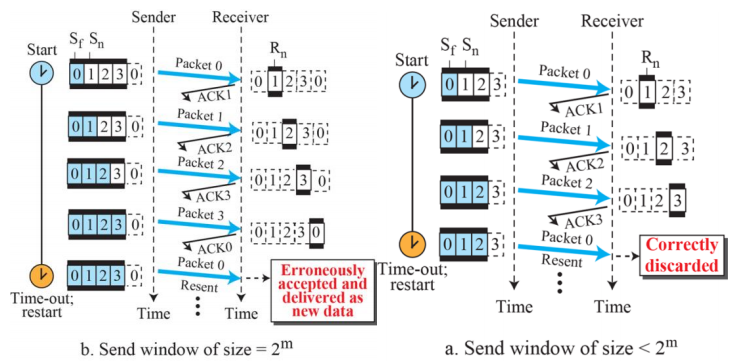 Sender Receiver
Start
Sf Sn
0 1 2 3 0
Packet 0
Rn
0 1 2 3 0
ACK1
0 1 2 3 0
Packet 1
0 1 2 3 0
ACK2
0 1 2 3 0
Packet 2
0 1 2 3 0
ACK3
0 1 2 3 0
Packet 3
0 1 2 3 0
ACK0
0 1 2 3 0
Packet 0
Resent
Erroneously
accepted and
delivered as
new data
Time-out;
restart
Time Time
b. Send window of size = 2^m
Sender Receiver
Start
Sf Sn
0 1 2 3
Packet 0
Rn
0 1 2 3
ACK1
0 1 2 3
Packet 1
0 1 2 3
ACK2
0 1 2 3
Packet 2
0 1 2 3
ACK3
0 1 2 3
Packet 0
Resent
Correctly
discarded
Time-out;
restart
Time Time
a. Send window of size < 2^m